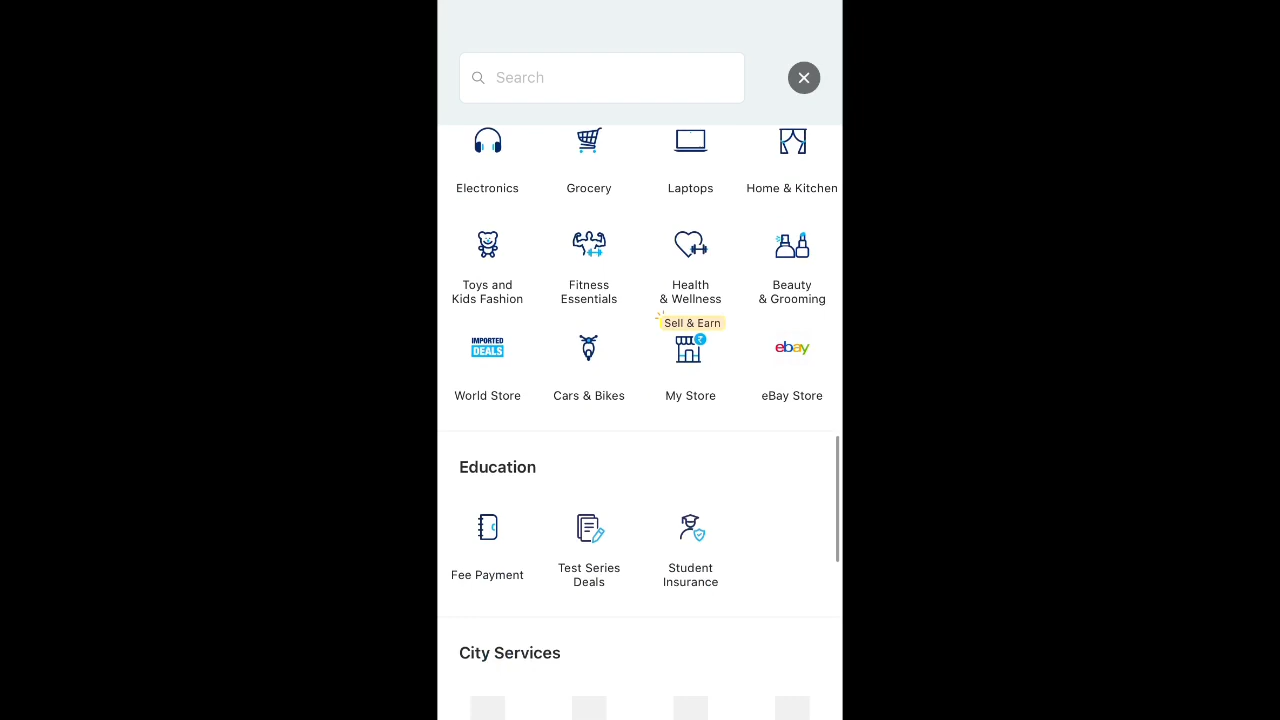 Search
Electronics
Grocery
Laptops
Home & Kitchen
Toys and
Kids Fashion
Fitness
Essentials
Health
& Wellness
Beauty
& Grooming
Sell & Earn
IMPORTED
DEALS
ebay
World Store
Cars & Bikes
My Store
eBay Store
Education
Fee Payment
Test Series
Deals
Student
Insurance
City Services